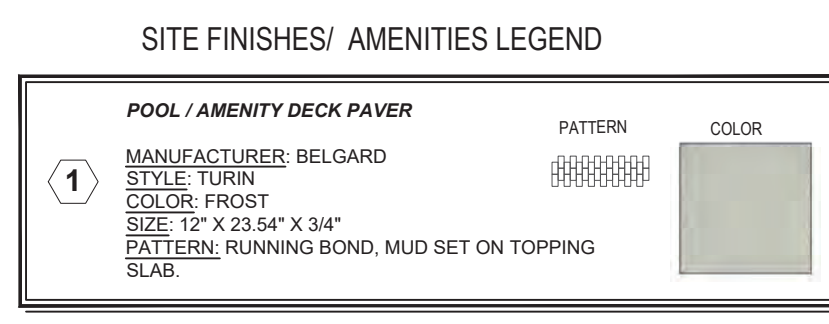 SITE FINISHES/ AMENITIES LEGEND
POOL / AMENITY DECK PAVER
PATTERN
COLOR
1
MANUFACTURER: BELGARD
STYLE: TURIN
COLOR: FROST
SIZE: 12" X 23.54" X 3/4"
PATTERN: RUNNING BOND, MUD SET ON TOPPING
SLAB.